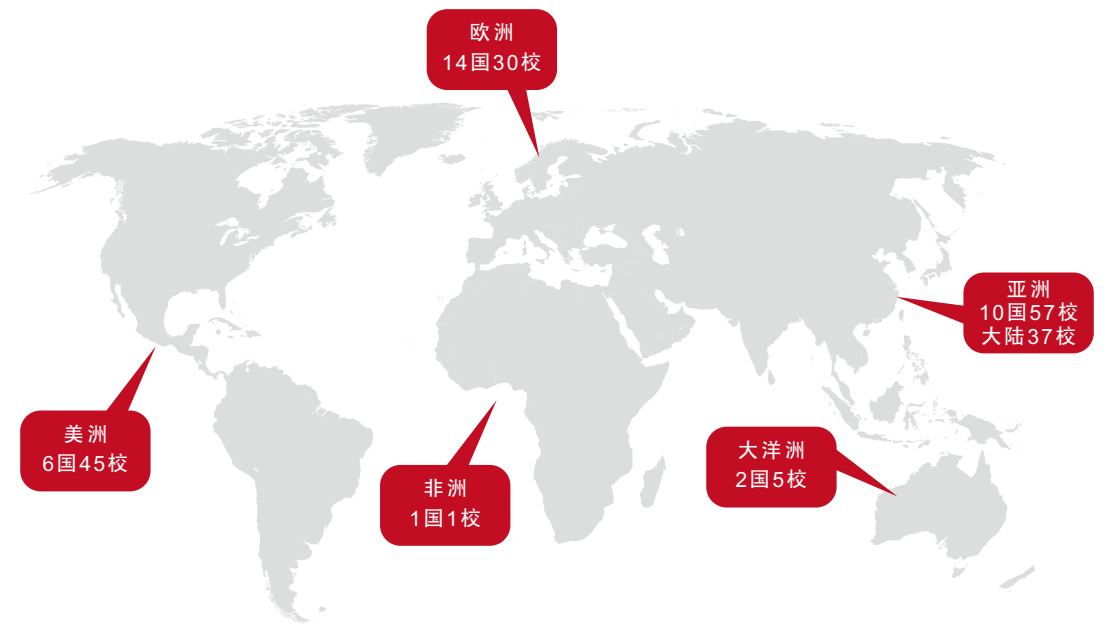 欧洲
14国30校
亚洲
10国57校
大陆37校
美洲
6国45校
大洋洲
2国5校
非洲
1国1校